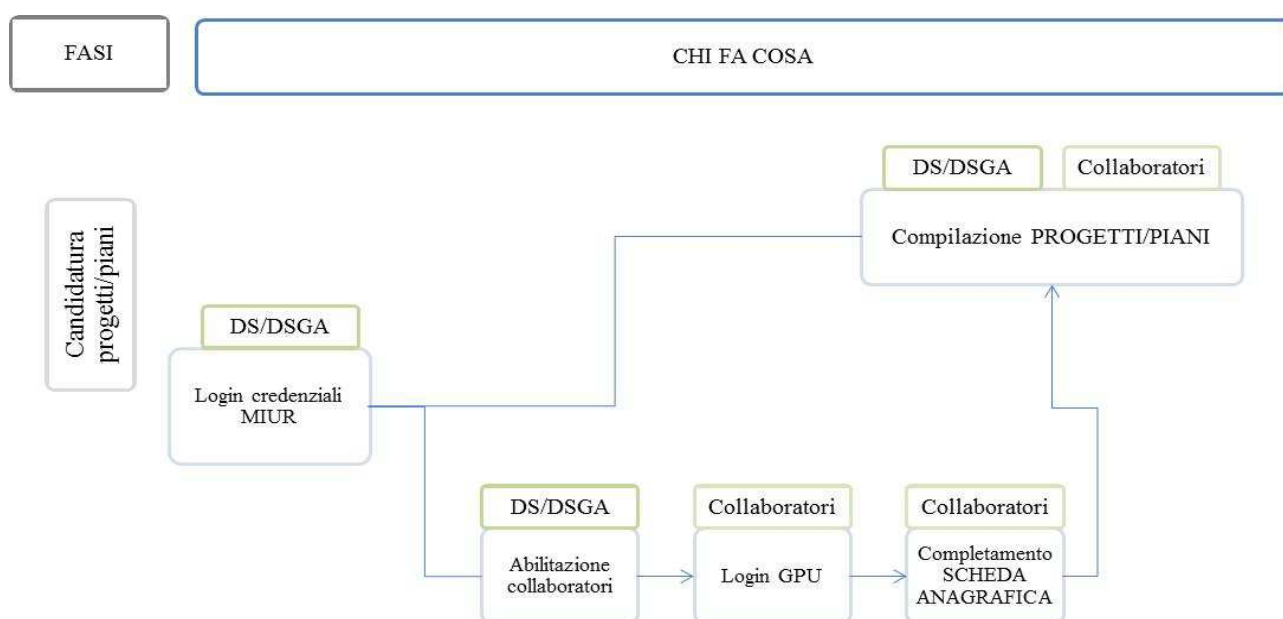 FASI
CHI FA COSA
DS/DSGA
Collaboratori
Compilazione PROGETTI/PIANI
Candidatura
progetti/piani
DS/DSGA
Login credenziali
MIUR
DS/DSGA
Abilitazione
collaboratori
Collaboratori
Login GPU
Collaboratori
Completamento
SCHEDA
ANAGRAFICA